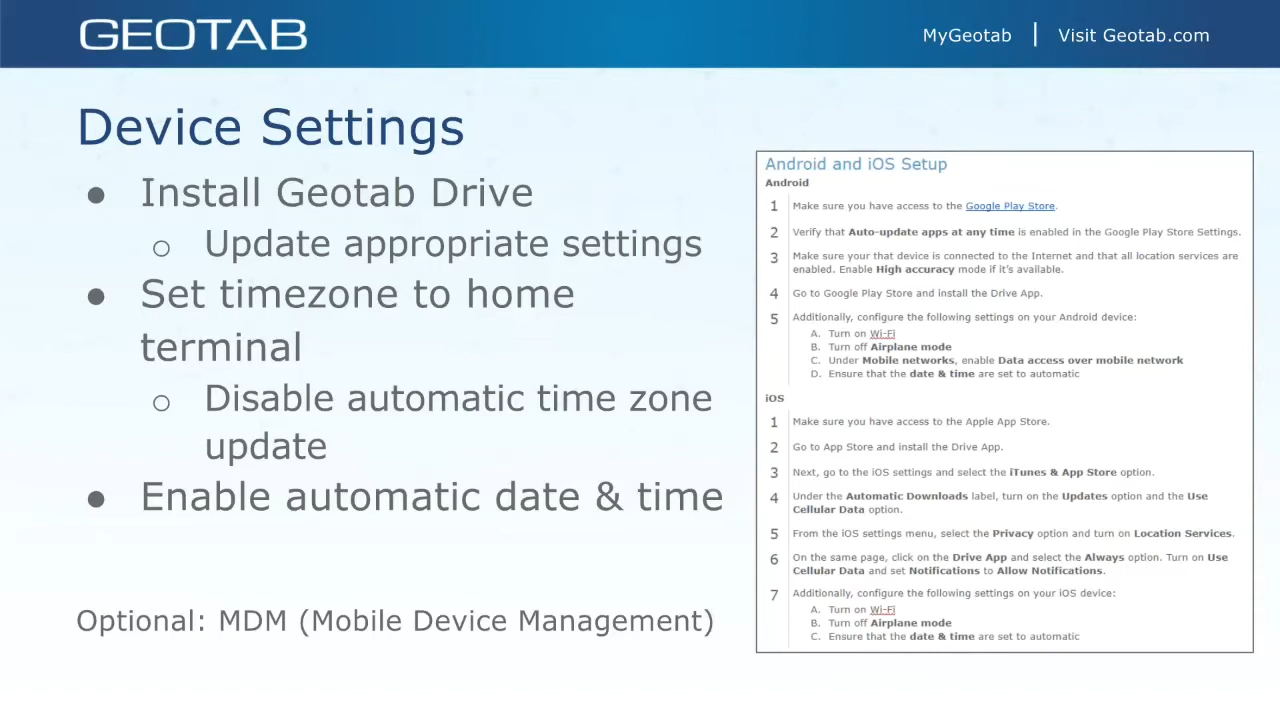 GEOTAB
MyGeotab | Visit Geotab.com
Device Settings
● Install Geotab Drive
○ Update appropriate settings
● Set timezone to home
terminal
○ Disable automatic time zone
update
● Enable automatic date & time
Optional: MDM (Mobile Device Management)
Android and iOS Setup
Android
1 Make sure you have access to the Google Play Store.
2 Verify that Auto-update apps at any time is enabled in the Google Play Store Settings.
3 Make sure your that device is connected to the Internet and that all location services are
enabled. Enable High accuracy mode if it's available.
4 Go to Google Play Store and install the Drive App.
5 Additionally, configure the following settings on your Android device:
A. Turn on Wi-Fi
B. Turn off Airplane mode
C. Under Mobile networks, enable Data access over mobile network
D. Ensure that the date & time are set to automatic
iOS
1 Make sure you have access to the Apple App Store.
2 Go to App Store and install the Drive App.
3 Next, go to the iOS settings and select the iTunes & App Store option.
4 Under the Automatic Downloads label, turn on the Updates option and the Use
Cellular Data option.
5 From the iOS settings menu, select the Privacy option and turn on Location Services.
6 On the same page, click on the Drive App and select the Always option. Turn on Use
Cellular Data and set Notifications to Allow Notifications.
7 Additionally, configure the following settings on your iOS device:
A. Turn on Wi-Fi
B. Turn off Airplane mode
C. Ensure that the date & time are set to automatic